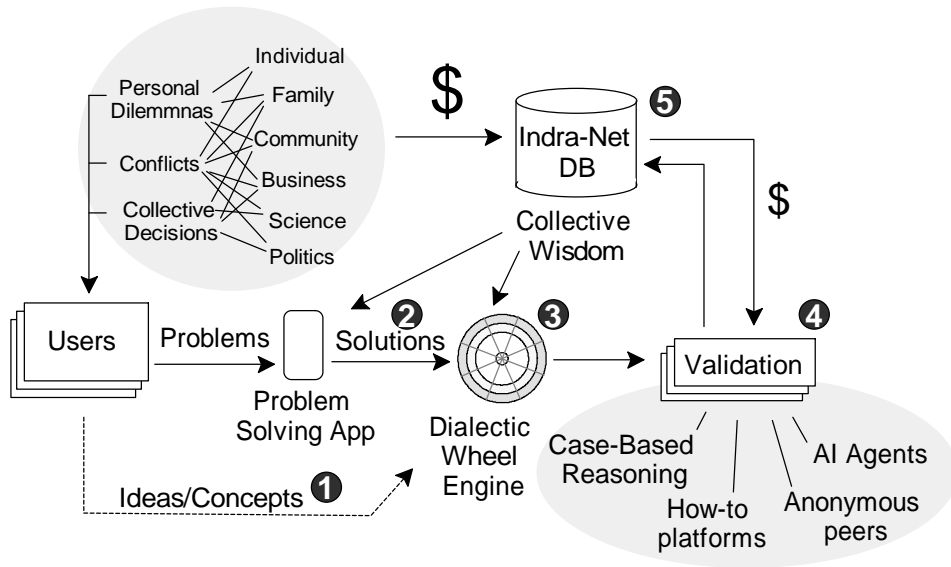 Individual
Personal
Dilemmnas
Family
Community
Conflicts
Business
Collective
Decisions
Science
Politics
$
5
Indra-Net
DB
Collective
Wisdom
$
Users
Problems
Problem
Solving App
2
Solutions
3
Dialectic
Wheel
Engine
4
Validation
Case-Based
Reasoning
How-to
platforms
Anonymous
peers
AI Agents
Ideas/Concepts 1